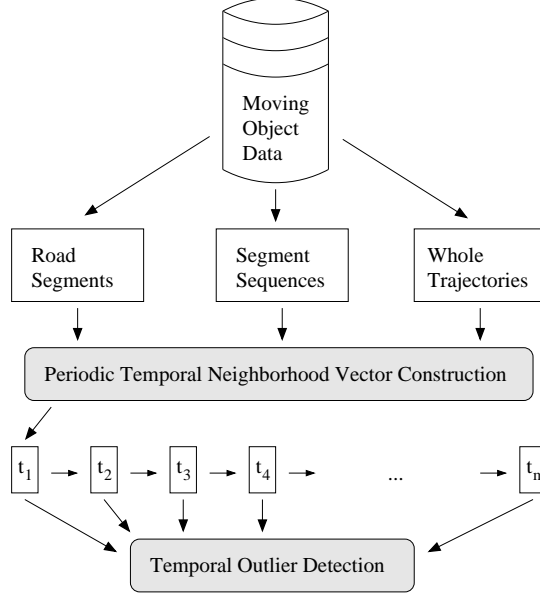 Moving
Object
Data
Road
Segments
Segment
Sequences
Whole
Trajectories
Periodic Temporal Neighborhood Vector Construction
t1 t2 t3 t4 ... tm
Temporal Outlier Detection